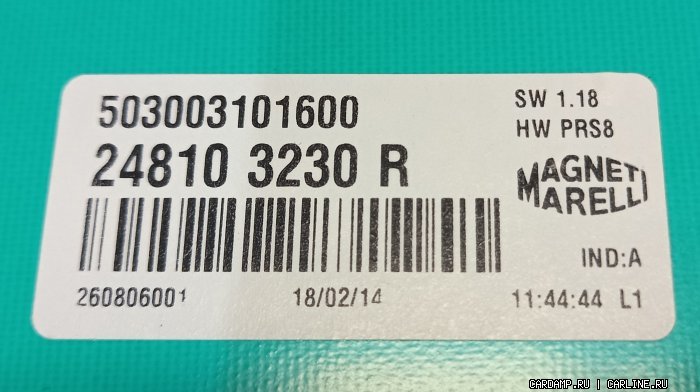 503003101600
SW 1.18
HW PRS8
24810 3230 R
MAGNETI
MARELLI
IND:A
260806001 18/02/14 11:44:44 L1
CARDAMP.RU | CARLINE.RU